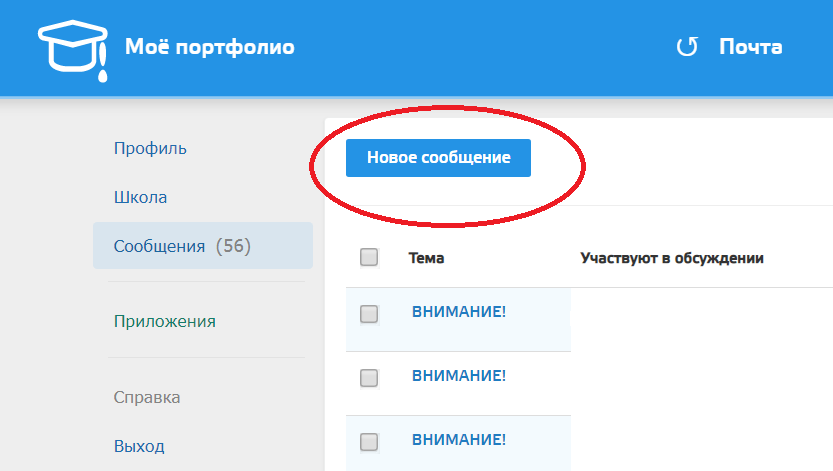 Моё портфолио
Почта
Профиль
Школа
Сообщения (56)
Приложения
Справка
Выход
Новое сообщение
Тема Участвуют в обсуждении
ВНИМАНИЕ!
ВНИМАНИЕ!
ВНИМАНИЕ!